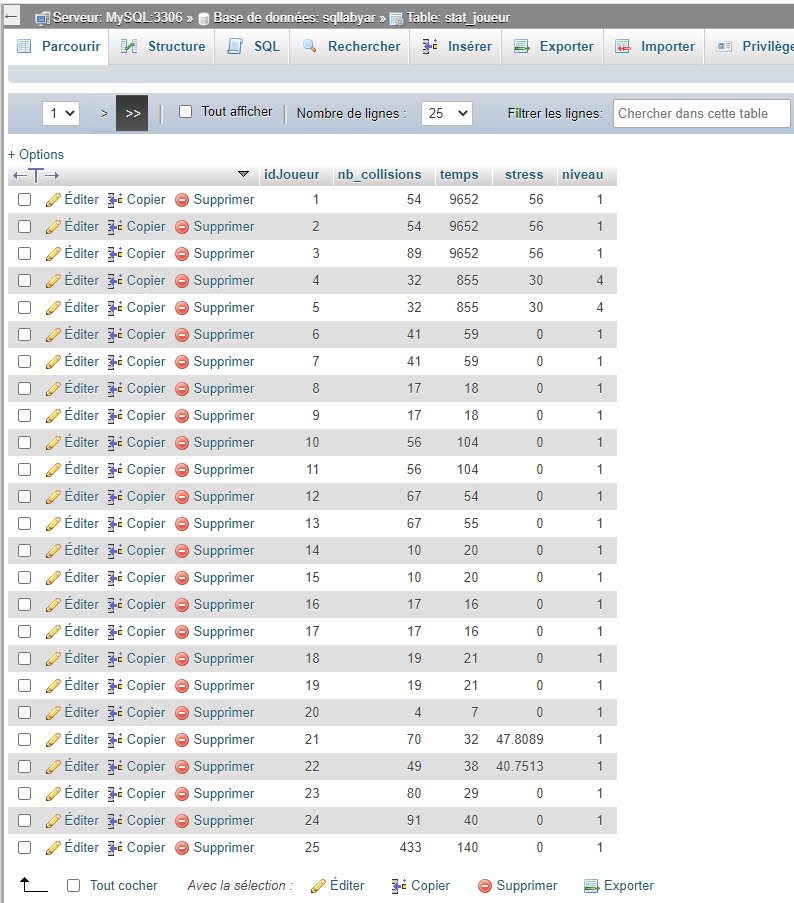 Serveur: MySQL:3306 » Base de données: sqllabyar » Table: stat_joueur
Parcourir Structure SQL Rechercher Insérer Exporter Importer Privilège
1 > >> Tout afficher Nombre de lignes : 25 Filtrer les lignes: Chercher dans cette table
+ Options
idJoueur nb_collisions temps stress niveau
Éditer Copier Supprimer 1 54 9652 56 1
Éditer Copier Supprimer 2 54 9652 56 1
Éditer Copier Supprimer 3 89 9652 56 1
Éditer Copier Supprimer 4 32 855 30 4
Éditer Copier Supprimer 5 32 855 30 4
Éditer Copier Supprimer 6 41 59 0 1
Éditer Copier Supprimer 7 41 59 0 1
Éditer Copier Supprimer 8 17 18 0 1
Éditer Copier Supprimer 9 17 18 0 1
Éditer Copier Supprimer 10 56 104 0 1
Éditer Copier Supprimer 11 56 104 0 1
Éditer Copier Supprimer 12 67 54 0 1
Éditer Copier Supprimer 13 67 55 0 1
Éditer Copier Supprimer 14 10 20 0 1
Éditer Copier Supprimer 15 10 20 0 1
Éditer Copier Supprimer 16 17 16 0 1
Éditer Copier Supprimer 17 17 16 0 1
Éditer Copier Supprimer 18 19 21 0 1
Éditer Copier Supprimer 19 19 21 0 1
Éditer Copier Supprimer 20 4 7 0 1
Éditer Copier Supprimer 21 70 32 47.8089 1
Éditer Copier Supprimer 22 49 38 40.7513 1
Éditer Copier Supprimer 23 80 29 0 1
Éditer Copier Supprimer 24 91 40 0 1
Éditer Copier Supprimer 25 433 140 0 1
Tout cocher Avec la sélection : Éditer Copier Supprimer Exporter